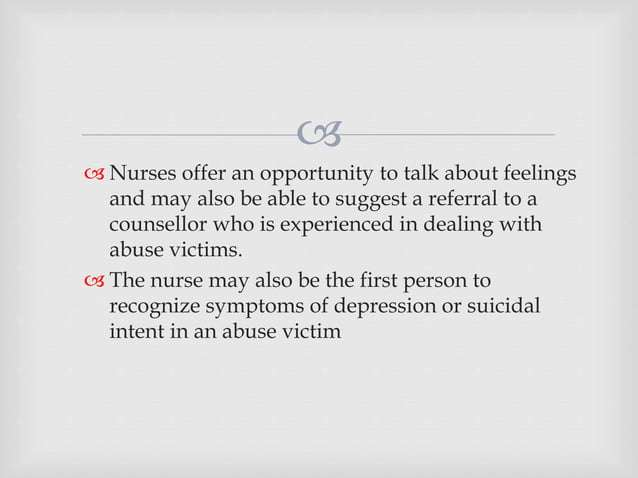 Nurses offer an opportunity to talk about feelings
and may also be able to suggest a referral to a
counsellor who is experienced in dealing with
abuse victims.
The nurse may also be the first person to
recognize symptoms of depression or suicidal
intent in an abuse victim